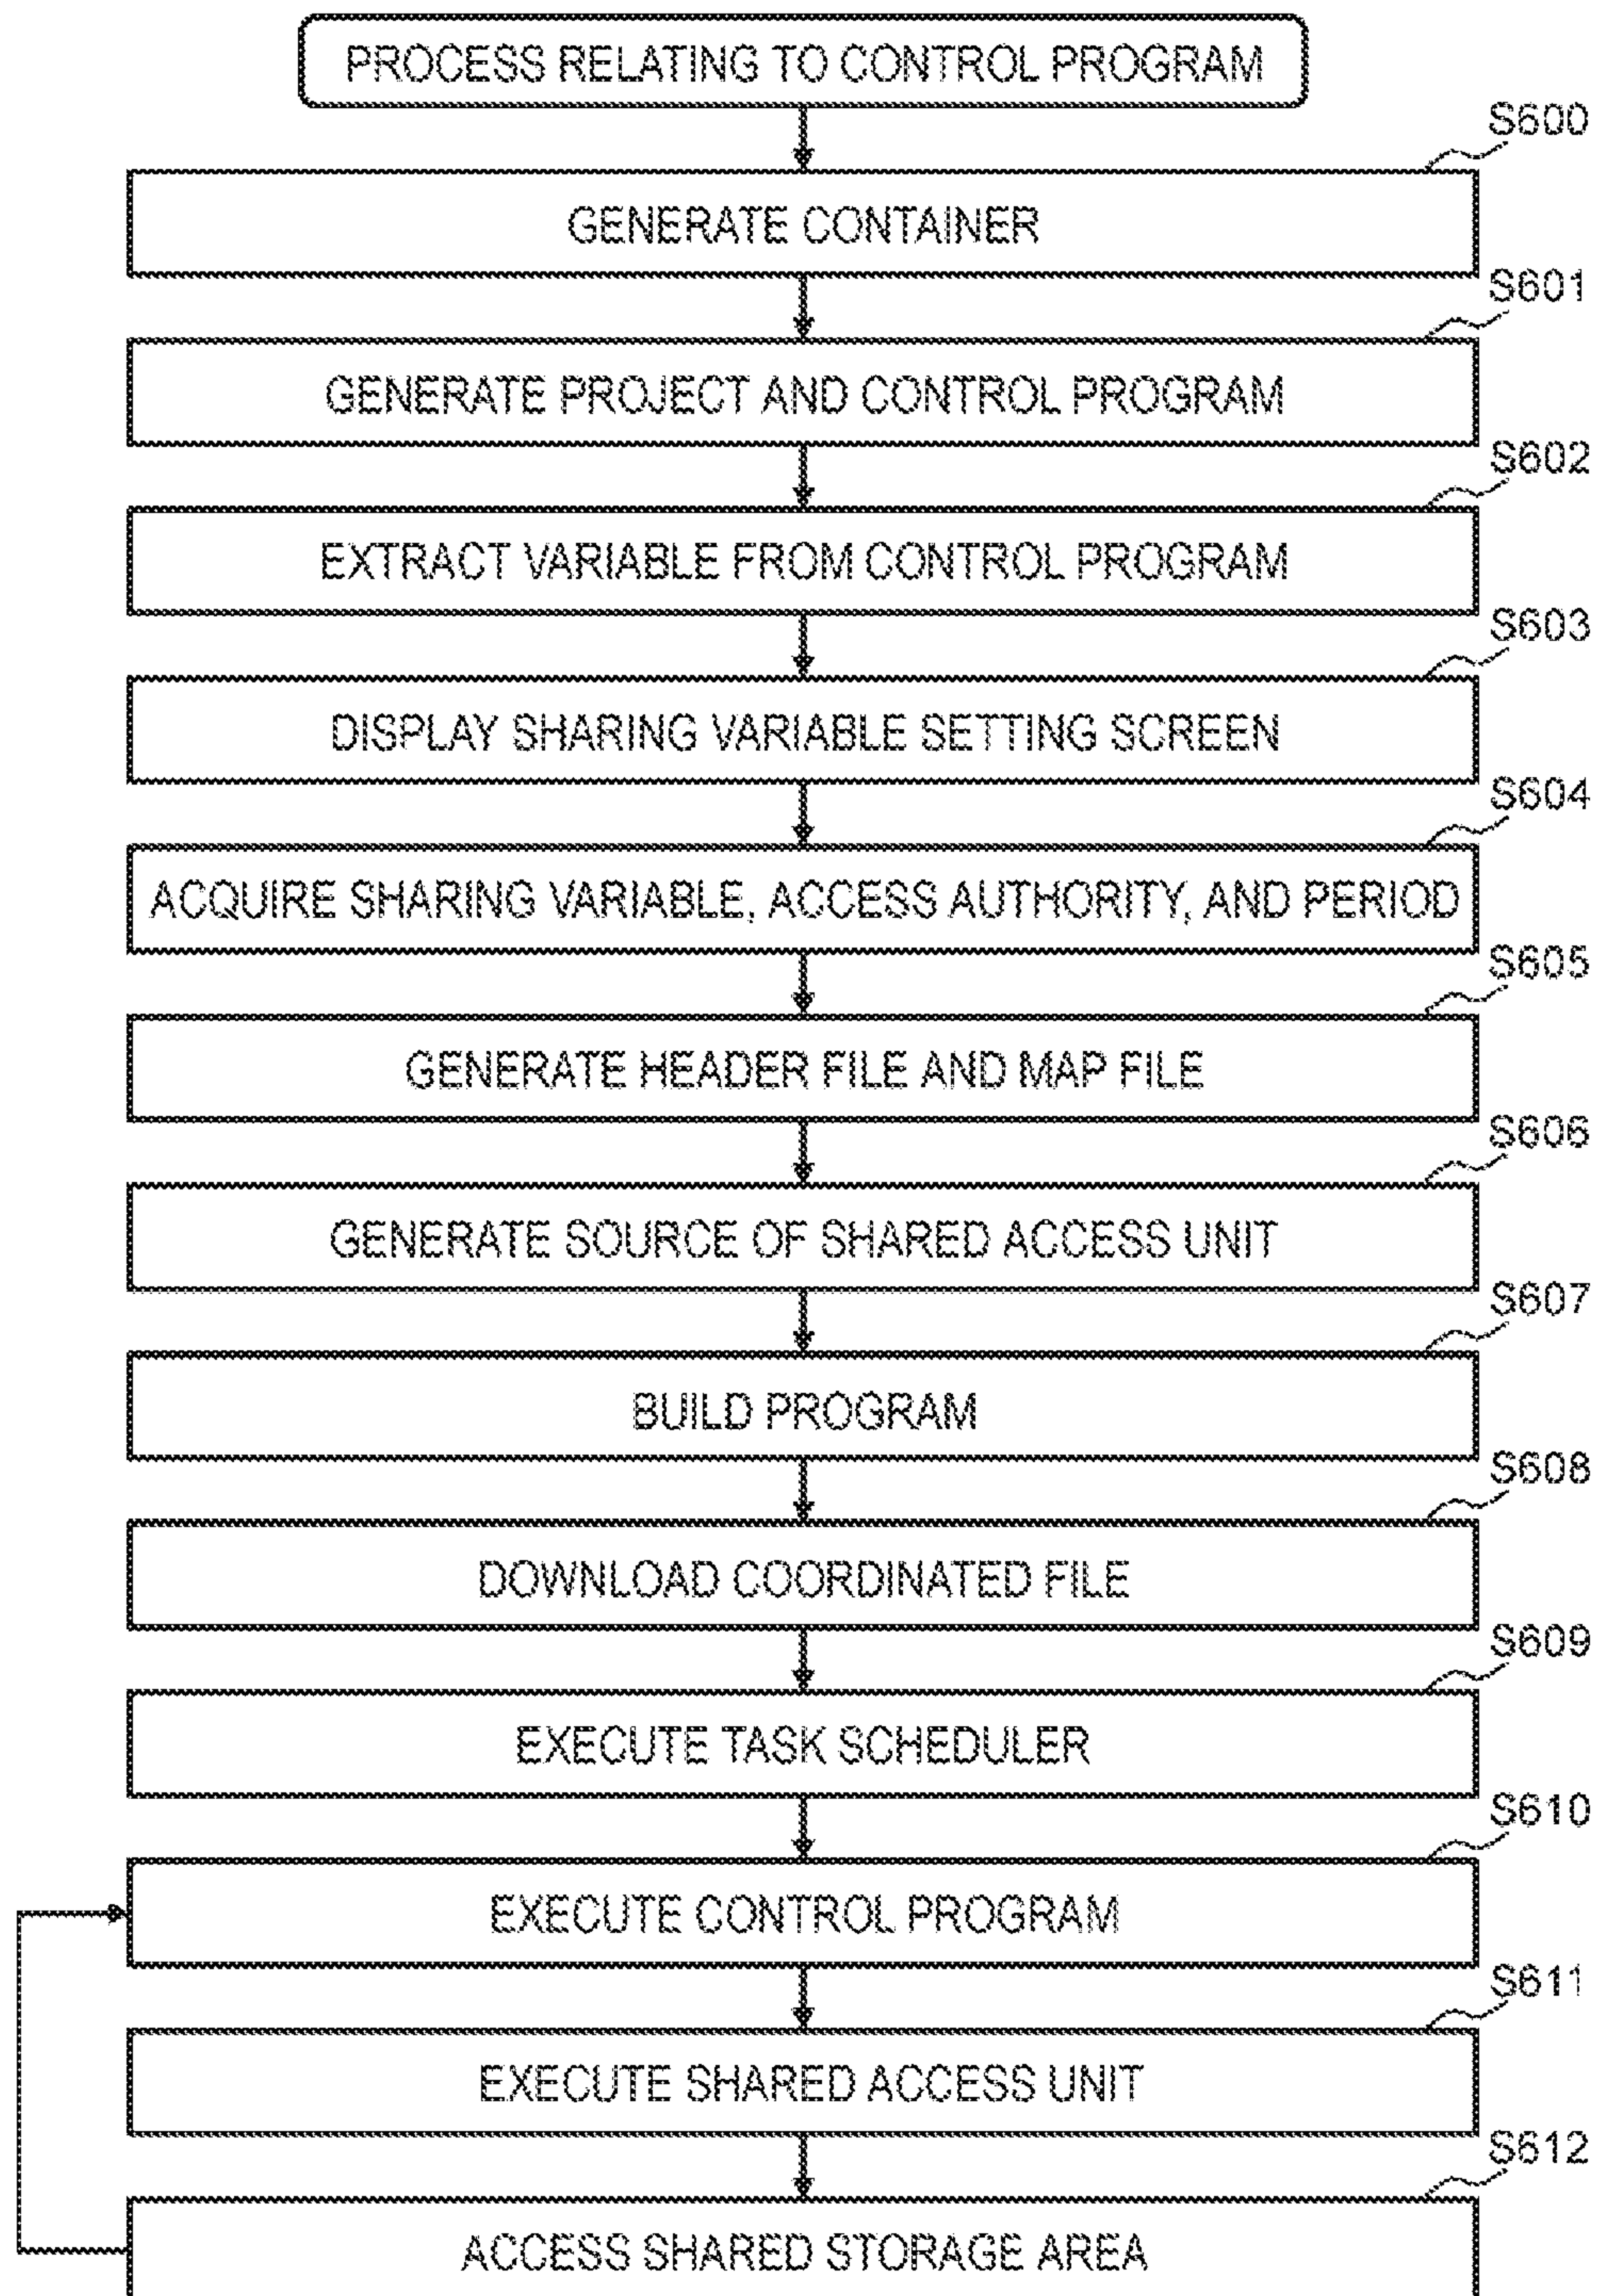 PROCESS RELATING TO CONTROL PROGRAM
S600
GENERATE CONTAINER
S601
GENERATE PROJECT AND CONTROL PROGRAM
S602
EXTRACT VARIABLE FROM CONTROL PROGRAM
S603
DISPLAY SHARING VARIABLE SETTING SCREEN
S604
ACQUIRE SHARING VARIABLE, ACCESS AUTHORITY, AND PERIOD
S605
GENERATE HEADER FILE AND MAP FILE
S606
GENERATE SOURCE OF SHARED ACCESS UNIT
S607
BUILD PROGRAM
S608
DOWNLOAD COORDINATED FILE
S609
EXECUTE TASK SCHEDULER
S610
EXECUTE CONTROL PROGRAM
S611
EXECUTE SHARED ACCESS UNIT
S612
ACCESS SHARED STORAGE AREA